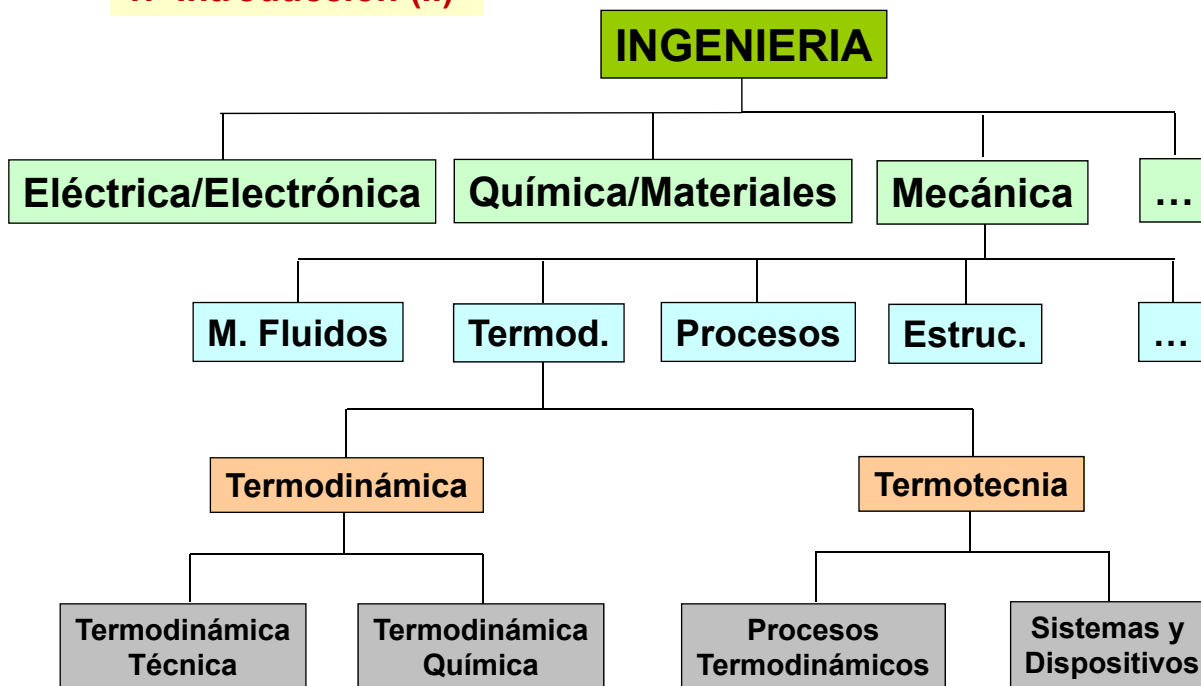 INGENIERIA
Eléctrica/Electrónica
Química/Materiales
Mecánica
...
M. Fluidos
Termod.
Procesos
Estruc.
...
Termodinámica
Termotecnia
Termodinámica
Técnica
Termodinámica
Química
Procesos
Termodinámicos
Sistemas y
Dispositivos